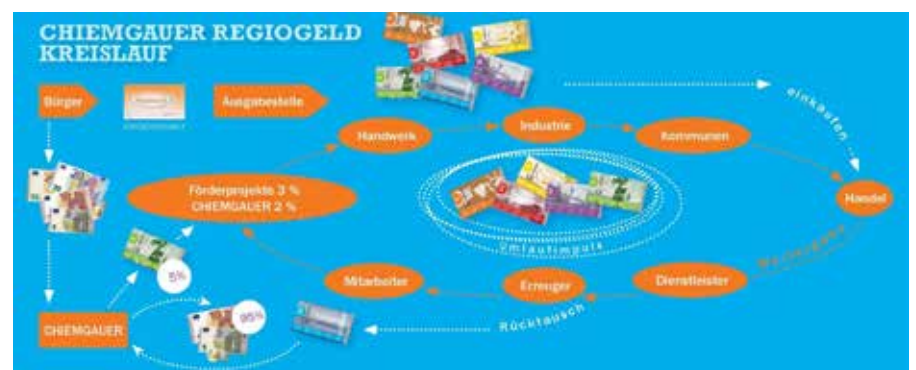 CHIEMGAUER REGIOGELD
KREISLAUF
Bürger
Ausgabestelle
einkaufen
Handwerk
Industrie
Kommunen
Handel
Förderprojekte 3 %
CHIEMGAUER 2 %
Umlaufimpuls
Weitergabe
Mitarbeiter
Erzeuger
Dienstleister
Rücktausch
5%
95%
CHIEMGAUER